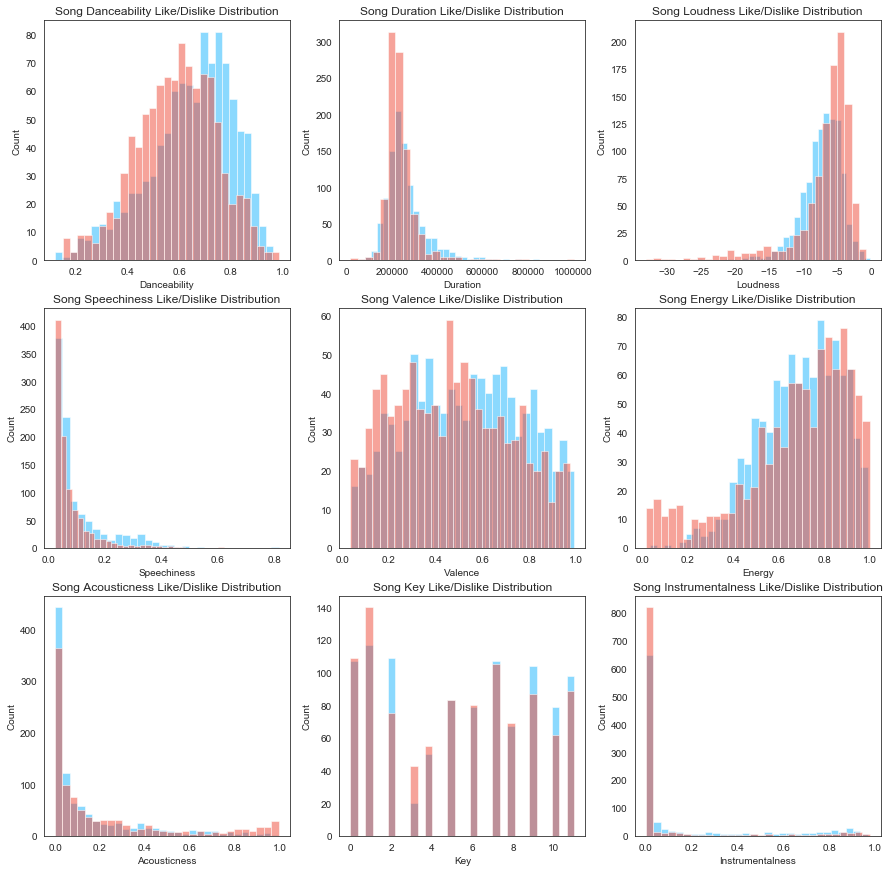 Song Danceability Like/Dislike Distribution
Count
80
70
60
50
40
30
20
10
0
0.2 0.4 0.6 0.8 1.0
Danceability
Song Duration Like/Dislike Distribution
Count
300
250
200
150
100
50
0
0 200000 400000 600000 800000 1000000
Duration
Song Loudness Like/Dislike Distribution
Count
200
175
150
125
100
75
50
25
0
−30 −25 −20 −15 −10 −5 0
Loudness
Song Speechiness Like/Dislike Distribution
Count
400
350
300
250
200
150
100
50
0
0.0 0.2 0.4 0.6 0.8
Speechiness
Song Valence Like/Dislike Distribution
Count
60
50
40
30
20
10
0
0.0 0.2 0.4 0.6 0.8 1.0
Valence
Song Energy Like/Dislike Distribution
Count
80
70
60
50
40
30
20
10
0
0.0 0.2 0.4 0.6 0.8 1.0
Energy
Song Acousticness Like/Dislike Distribution
Count
400
300
200
100
0
0.0 0.2 0.4 0.6 0.8 1.0
Acousticness
Song Key Like/Dislike Distribution
Count
140
120
100
80
60
40
20
0
0 2 4 6 8 10
Key
Song Instrumentalness Like/Dislike Distribution
Count
800
700
600
500
400
300
200
100
0
0.0 0.2 0.4 0.6 0.8 1.0
Instrumentalness